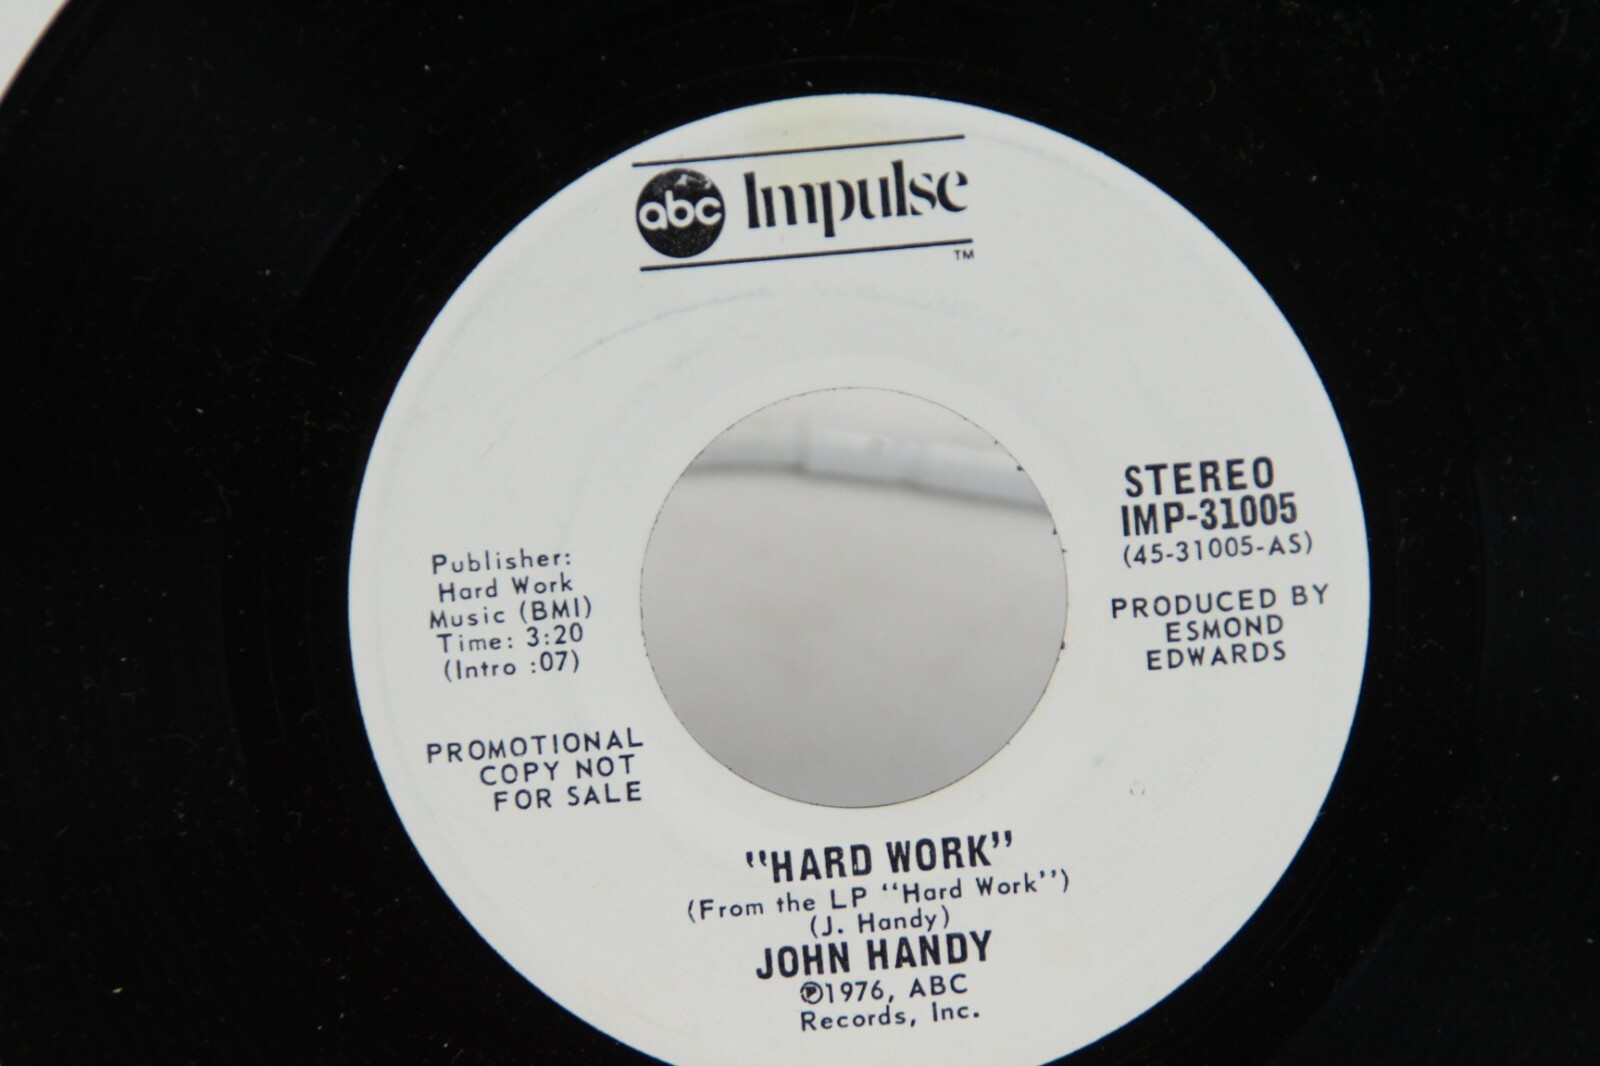 abc Impulse
TM
STEREO
IMP-31005
(45-31005-AS)
PRODUCED BY
ESMOND
EDWARDS
Publisher:
Hard Work
Music (BMI)
Time: 3:20
(Intro :07)
PROMOTIONAL
COPY NOT
FOR SALE
"HARD WORK"
(From the LP "Hard Work")
(J. Handy)
JOHN HANDY
℗1976, ABC
Records, Inc.